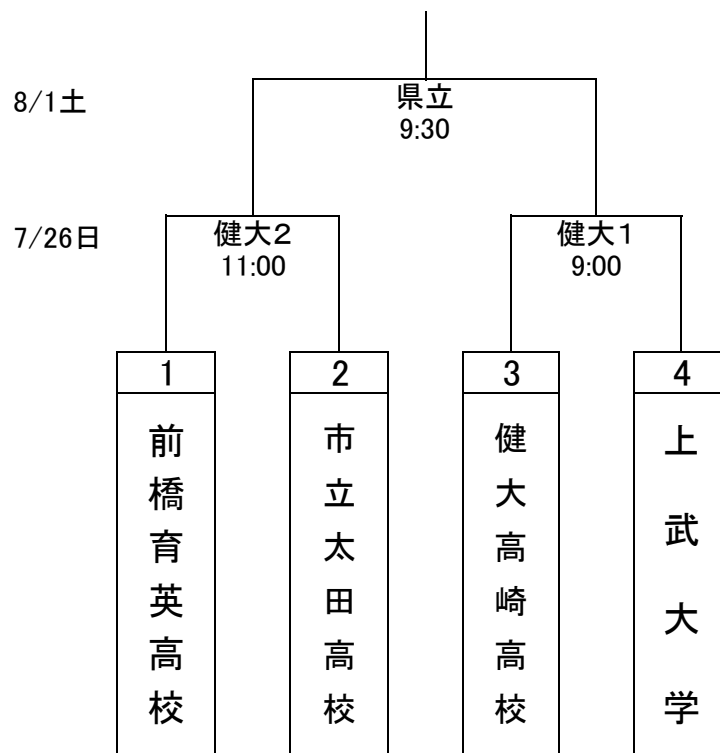 8/1土
県立
9:30
7/26日
健大2
11:00
健大1
9:00
1
2
3
4
前橋育英高校
市立太田高校
健大高崎高校
上武大学